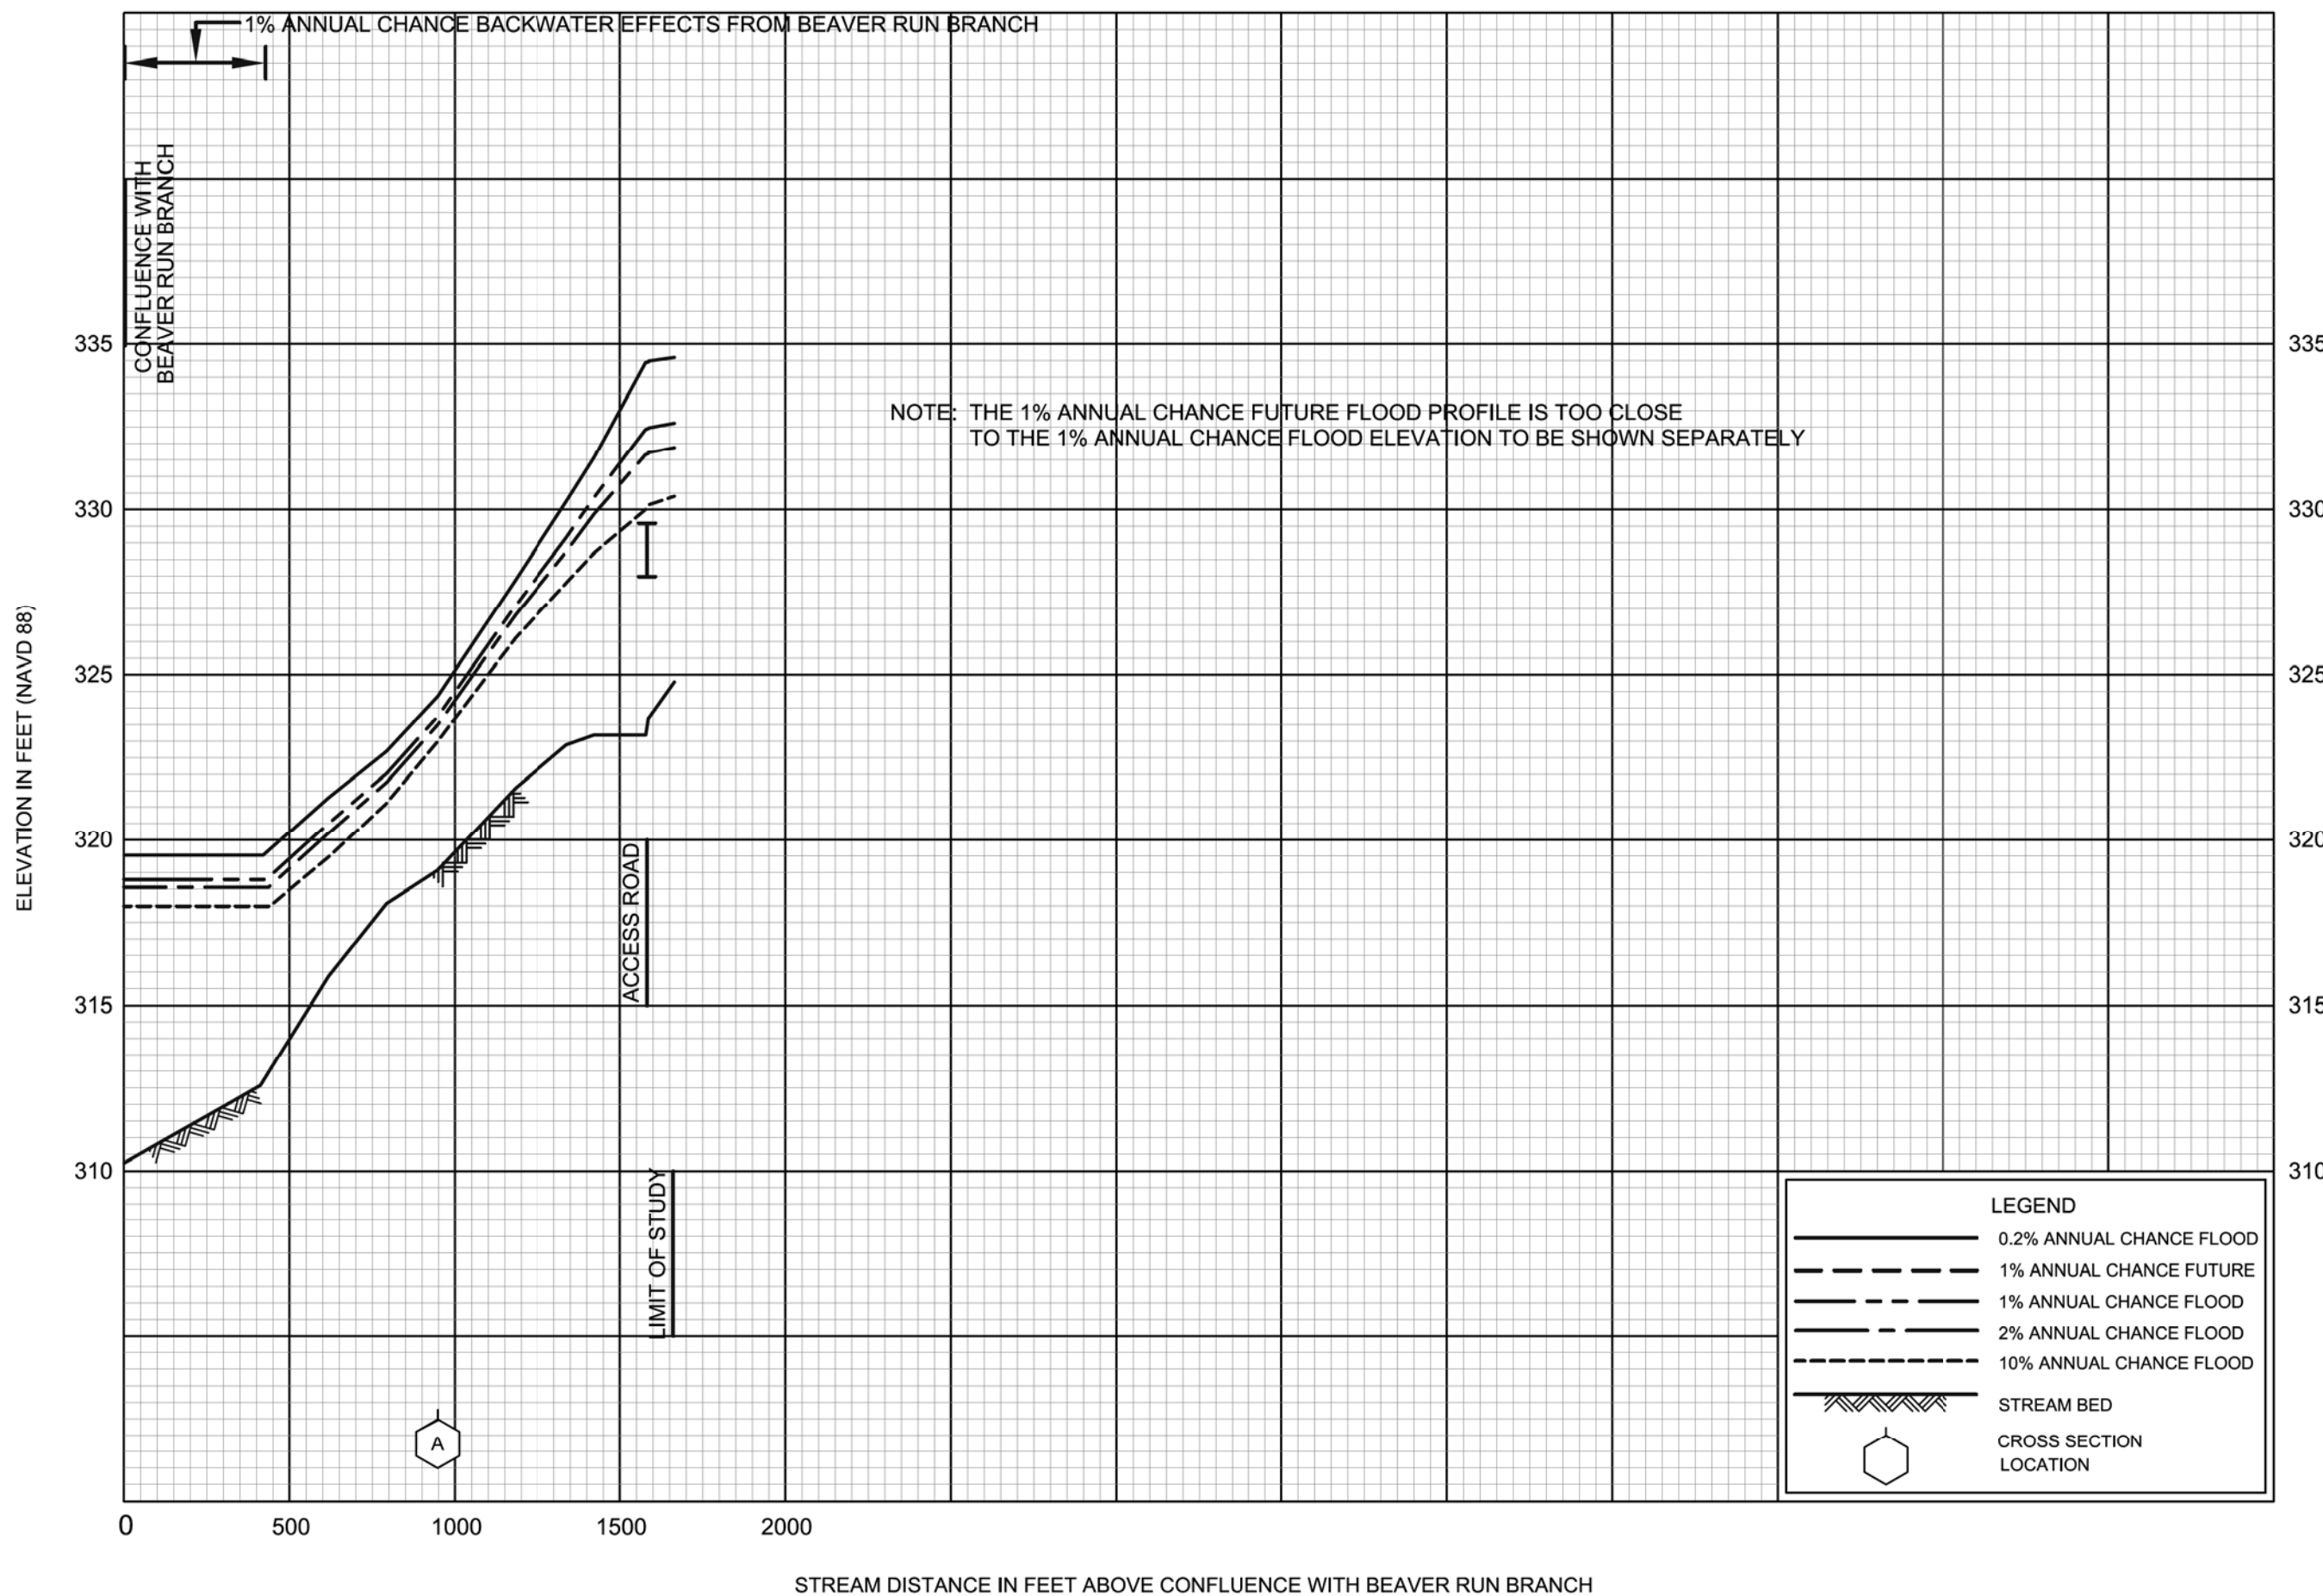 1% ANNUAL CHANCE BACKWATER EFFECTS FROM BEAVER RUN BRANCH
CONFLUENCE WITH
BEAVER RUN BRANCH
335
335
NOTE: THE 1% ANNUAL CHANCE FUTURE FLOOD PROFILE IS TOO CLOSE
TO THE 1% ANNUAL CHANCE FLOOD ELEVATION TO BE SHOWN SEPARATELY
330
330
325
325
ELEVATION IN FEET (NAVD 88)
320
320
ACCESS ROAD
315
315
310
310
LIMIT OF STUDY
LEGEND
0.2% ANNUAL CHANCE FLOOD
1% ANNUAL CHANCE FUTURE
1% ANNUAL CHANCE FLOOD
2% ANNUAL CHANCE FLOOD
10% ANNUAL CHANCE FLOOD
STREAM BED
CROSS SECTION
LOCATION
A
0 500 1000 1500 2000
STREAM DISTANCE IN FEET ABOVE CONFLUENCE WITH BEAVER RUN BRANCH